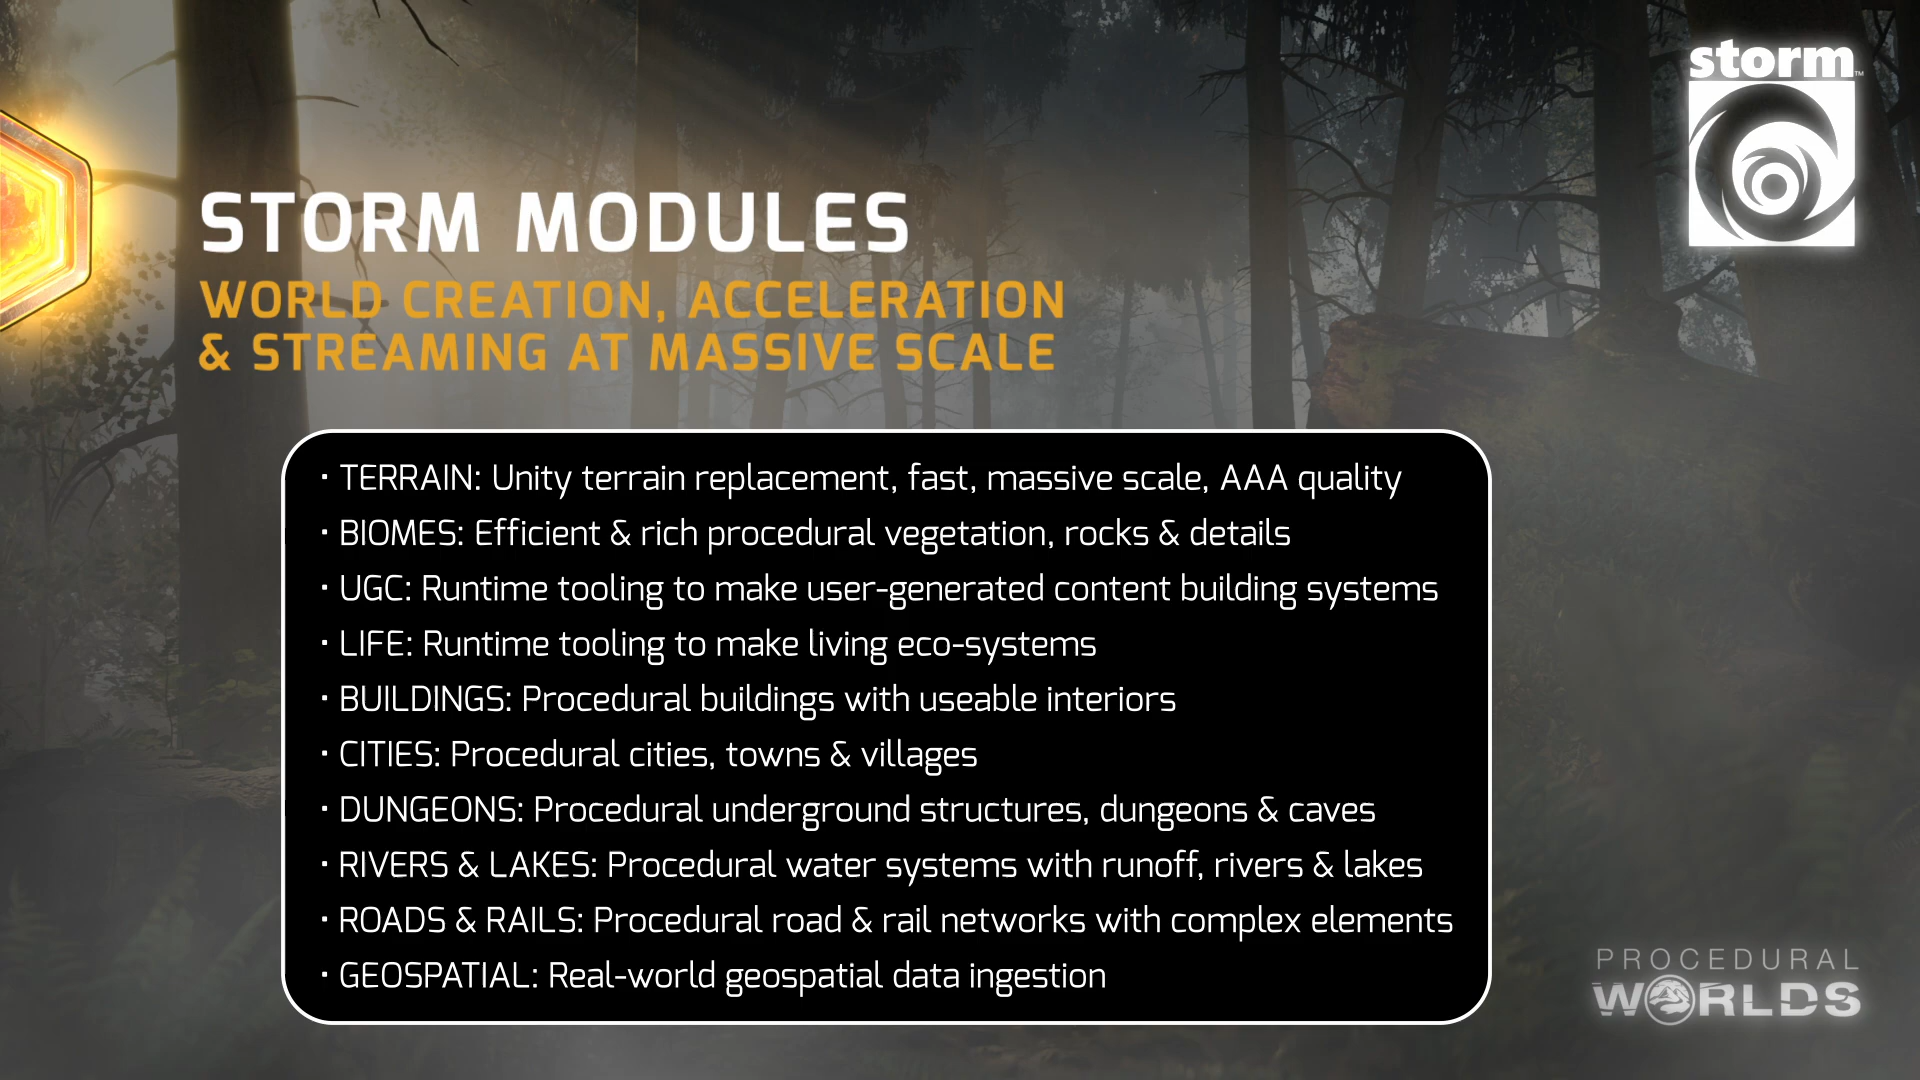 storm™
STORM MODULES
WORLD CREATION, ACCELERATION
& STREAMING AT MASSIVE SCALE
• TERRAIN: Unity terrain replacement, fast, massive scale, AAA quality
• BIOMES: Efficient & rich procedural vegetation, rocks & details
• UGC: Runtime tooling to make user-generated content building systems
• LIFE: Runtime tooling to make living eco-systems
• BUILDINGS: Procedural buildings with useable interiors
• CITIES: Procedural cities, towns & villages
• DUNGEONS: Procedural underground structures, dungeons & caves
• RIVERS & LAKES: Procedural water systems with runoff, rivers & lakes
• ROADS & RAILS: Procedural road & rail networks with complex elements
• GEOSPATIAL: Real-world geospatial data ingestion
PROCEDURAL
WORLDS